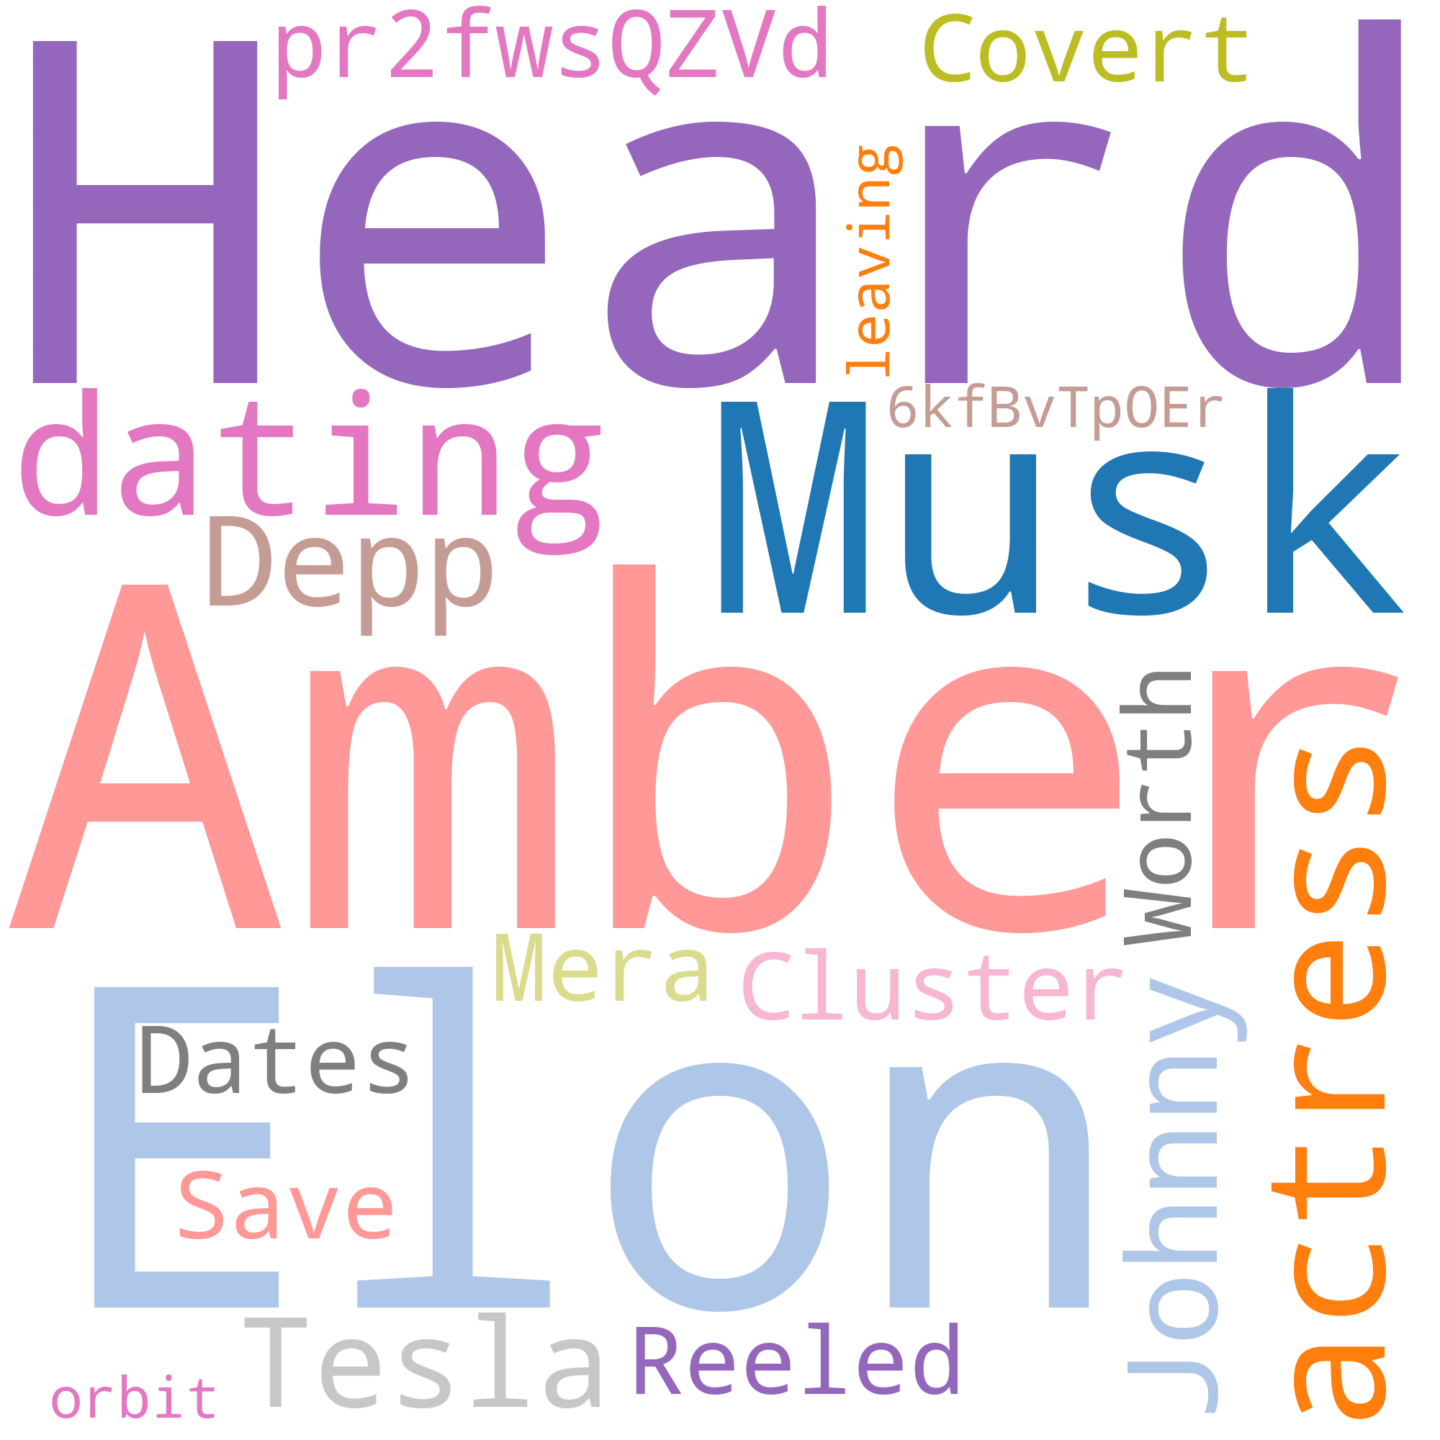 pr2fwsQZVd
Covert
Heard
leaving
dating
Musk
6kfBvTpOEr
Depp
Amber
Worth
actress
Mera
Cluster
Elon
Johnny
Dates
Save
Tesla
Reeled
orbit